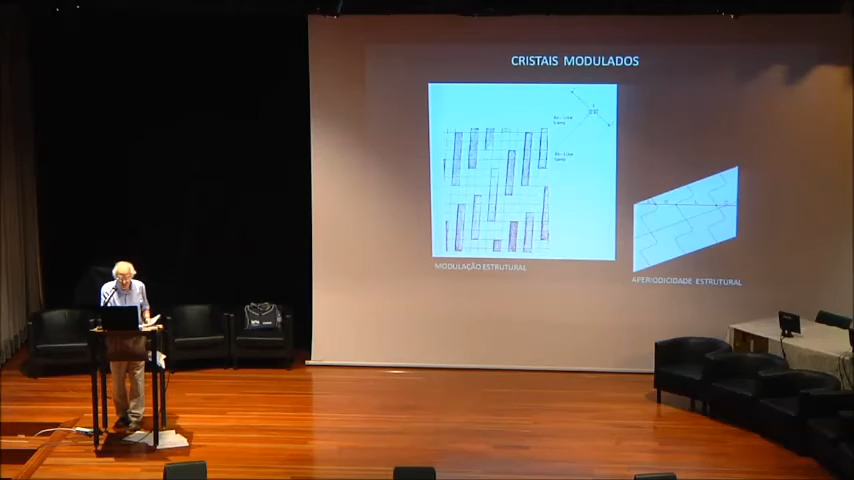 CRISTAIS MODULADOS
MODULAÇÃO ESTRUTURAL
APERIODICIDADE ESTRUTURAL